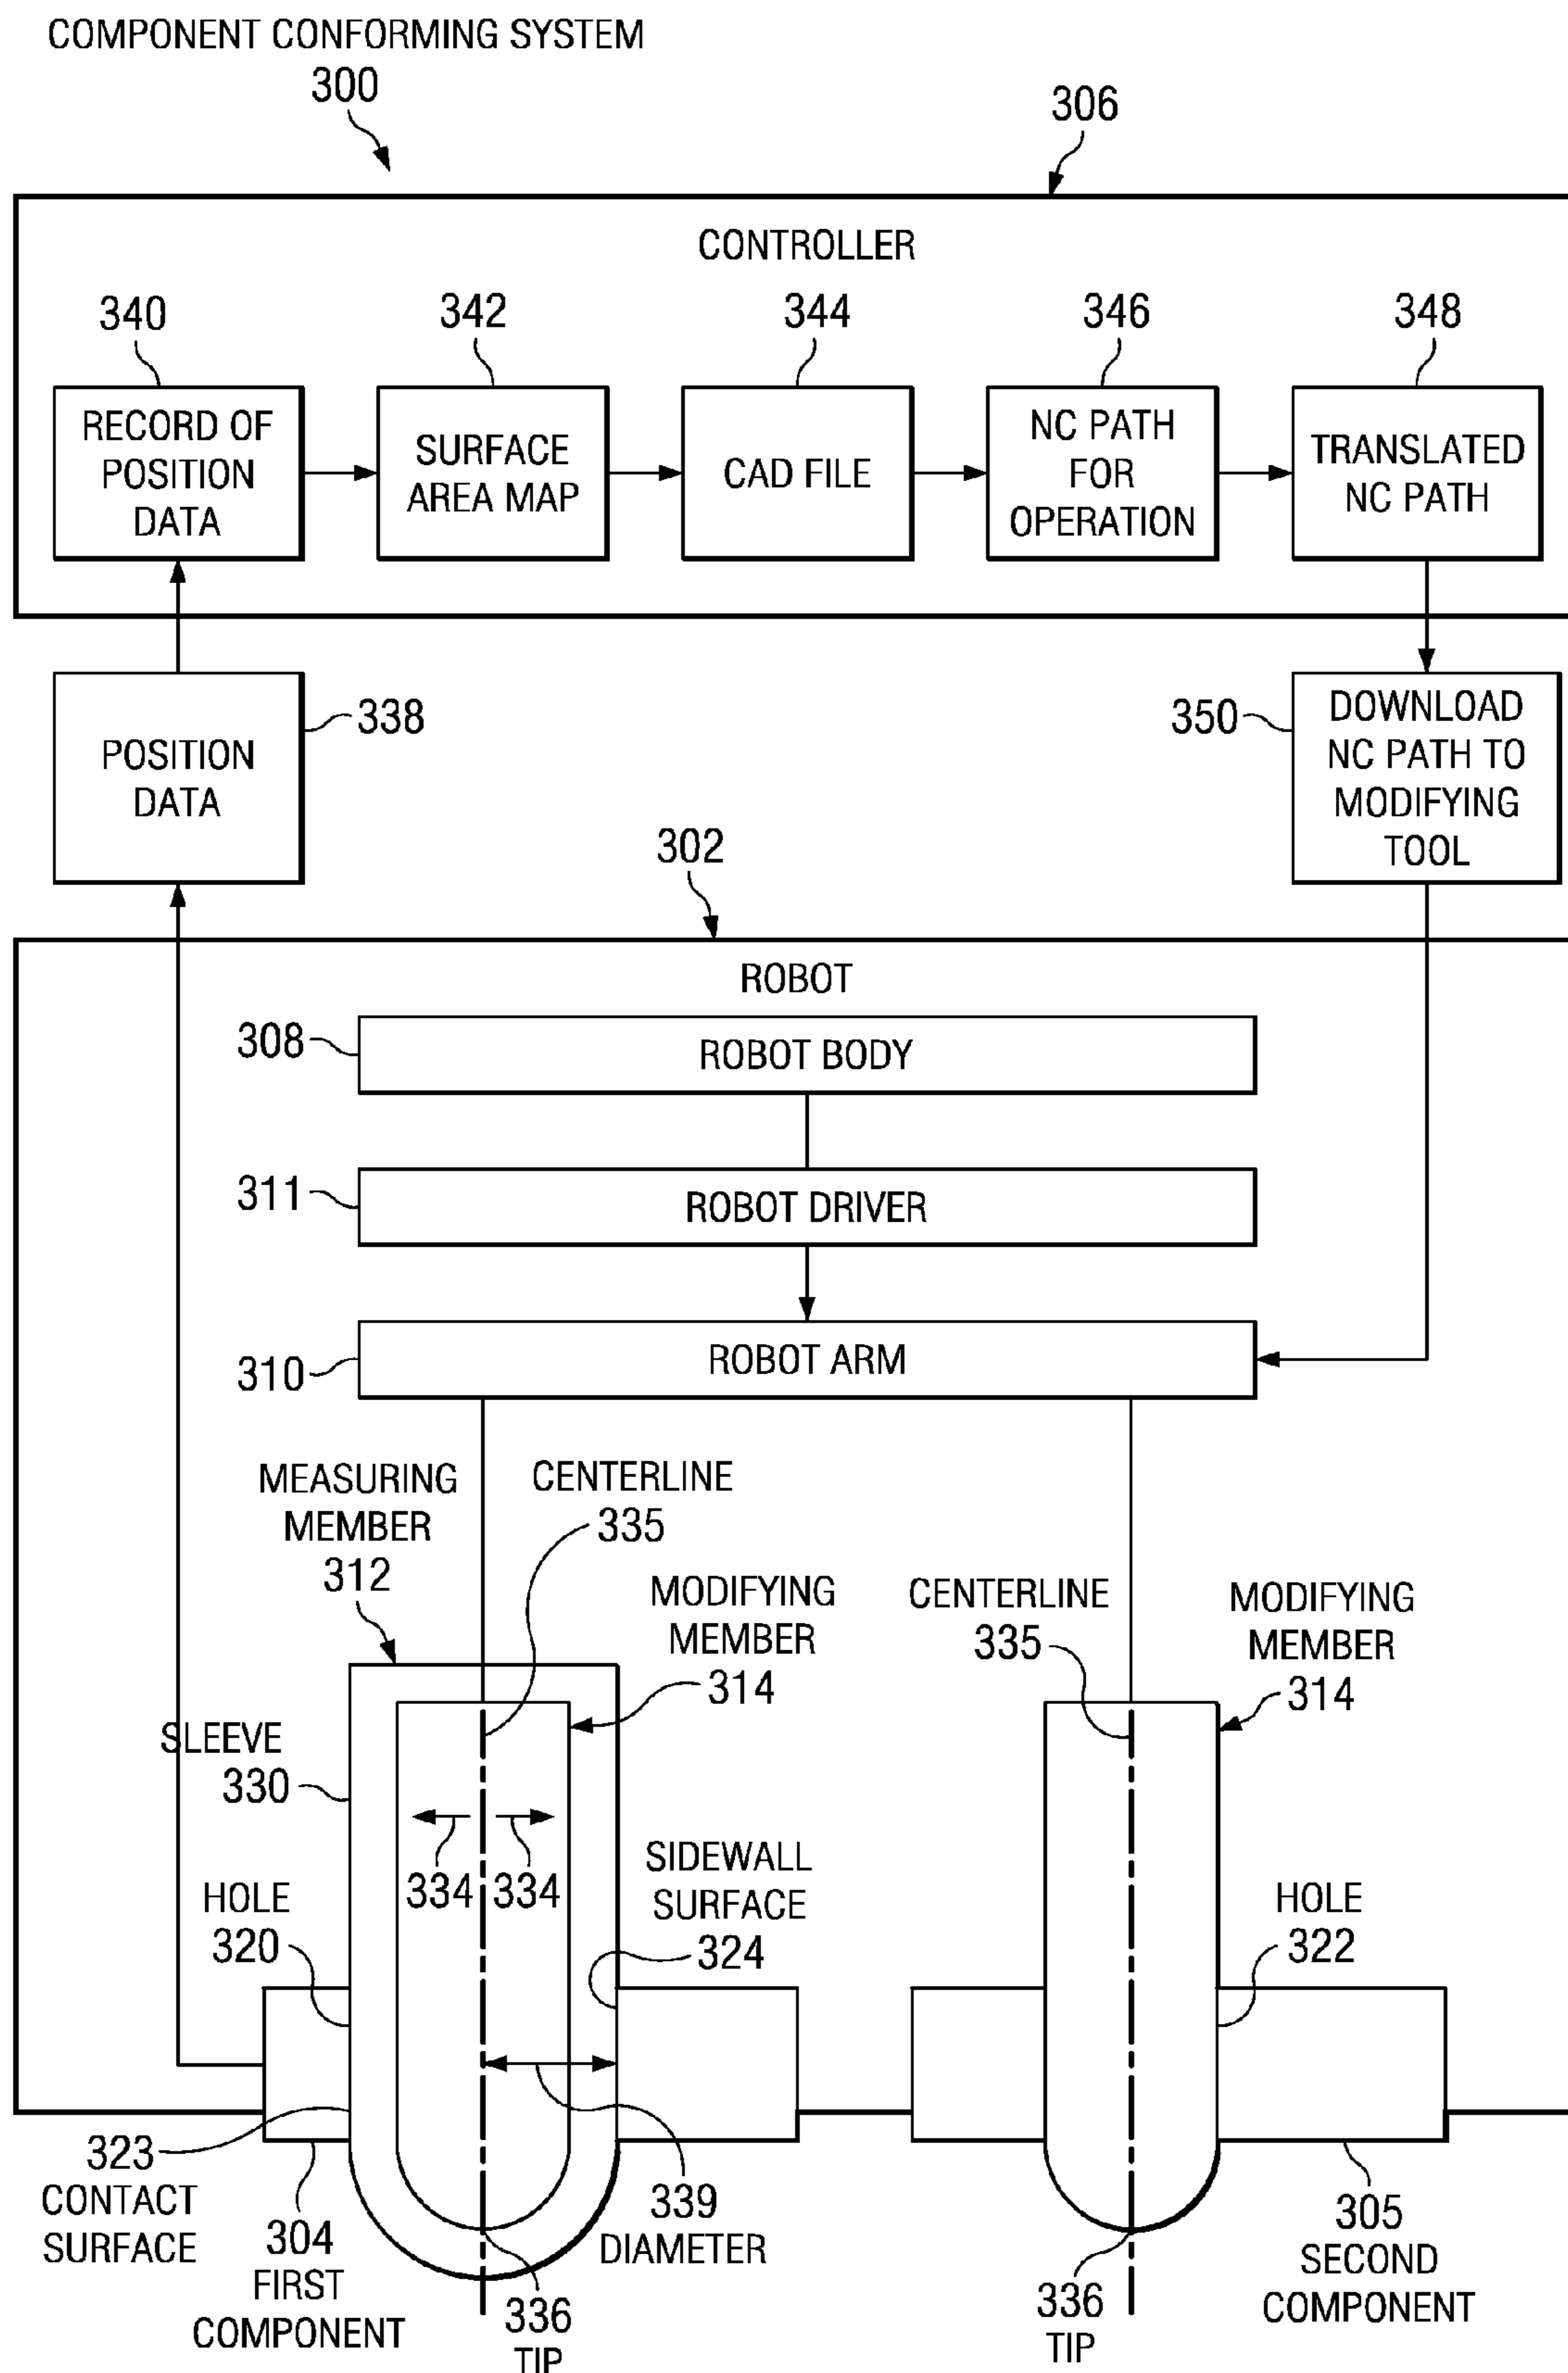 COMPONENT CONFORMING SYSTEM
300
306
CONTROLLER
340
342
344
346
348
RECORD OF
POSITION
DATA
SURFACE
AREA MAP
CAD FILE
NC PATH
FOR
OPERATION
TRANSLATED
NC PATH
POSITION
DATA
338
350
DOWNLOAD
NC PATH TO
MODIFYING
TOOL
302
ROBOT
308
ROBOT BODY
311
ROBOT DRIVER
310
ROBOT ARM
MEASURING
MEMBER
312
CENTERLINE
335
MODIFYING
MEMBER
314
CENTERLINE
335
MODIFYING
MEMBER
314
SLEEVE
330
334
334
SIDEWALL
SURFACE
324
HOLE
320
HOLE
322
323
CONTACT
SURFACE
304
FIRST
COMPONENT
339
DIAMETER
336
TIP
336
TIP
305
SECOND
COMPONENT